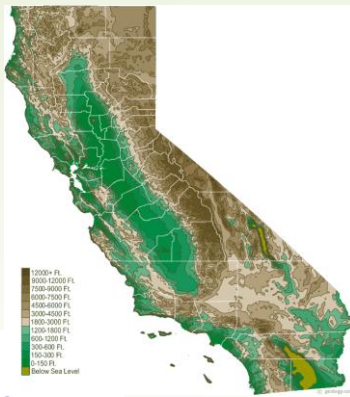 12000+ Ft.
9000-12000 Ft.
7500-9000 Ft.
6000-7500 Ft.
4500-6000 Ft.
3000-4500 Ft.
1800-3000 Ft.
1200-1800 Ft.
600-1200 Ft.
300-600 Ft.
150-300 Ft.
0-150 Ft.
Below Sea Level
© geology.com